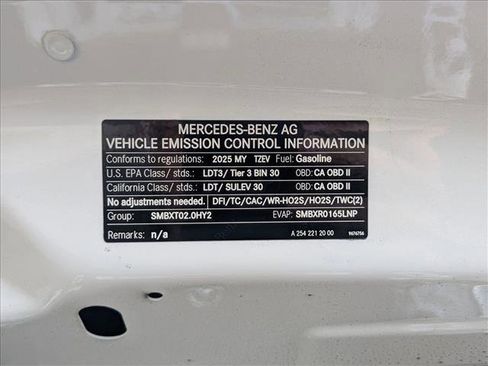 MERCEDES-BENZ AG
VEHICLE EMISSION CONTROL INFORMATION
Conforms to regulations: 2025 MY TZEV Fuel: Gasoline
U.S. EPA Class/ stds: LDT3/ Tier 3 BIN 30 OBD: CA OBD II
California Class/ stds: LDT/ SULEV 30 OBD: CA OBD II
No adjustments needed. DFI/TC/CAC/WR-HO2S/HO2S/TWC(2)
Group: SMBXT02.0HY2 EVAP: SMBXR0165LNP
Remarks: n/a A 254 221 20 00